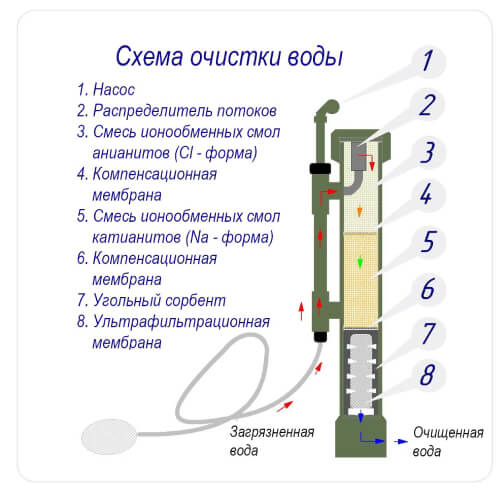 Схема очистки воды
1. Насос
2. Распределитель потоков
3. Смесь ионообменных смол
анианитов (Cl - форма)
4. Компенсационная
мембрана
5. Смесь ионообменных смол
катианитов (Na - форма)
6. Компенсационная
мембрана
7. Угольный сорбент
8. Ультрафильтрационная
мембрана
1
2
3
4
5
6
7
8
Загрязненная
вода
Очищенная
вода